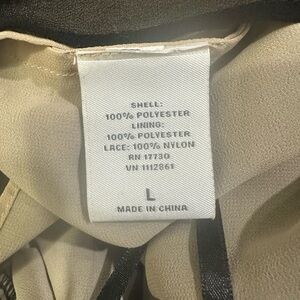 SHELL:
100% POLYESTER
LINING:
100% POLYESTER
LACE: 100% NYLON
RN 17730
VN 1112861
L
MADE IN CHINA